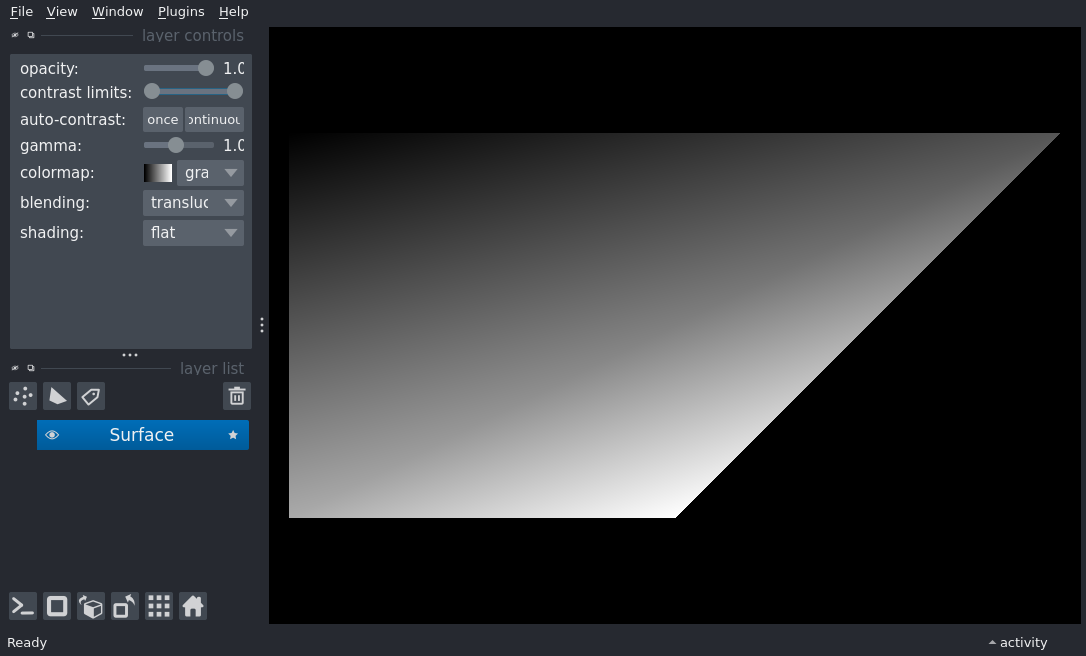 File View Window Plugins Help
layer controls
opacity: 1.0
contrast limits:
auto-contrast: once ontinuou
gamma: 1.0
colormap: gra
blending: transluc
shading: flat
layer list
Surface
Ready
activity